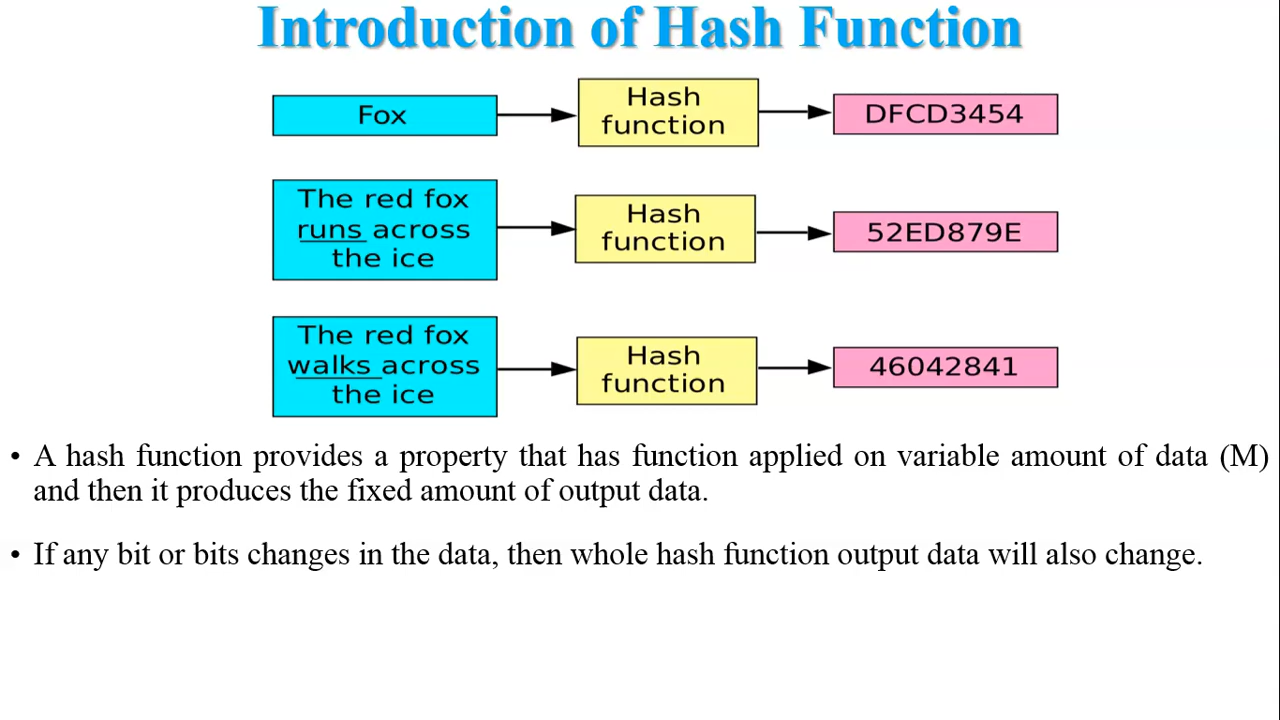 Introduction of Hash Function
Fox
Hash
function
DFCD3454
The red fox
runs across
the ice
Hash
function
52ED879E
The red fox
walks across
the ice
Hash
function
46042841
• A hash function provides a property that has function applied on variable amount of data (M)
and then it produces the fixed amount of output data.
• If any bit or bits changes in the data, then whole hash function output data will also change.